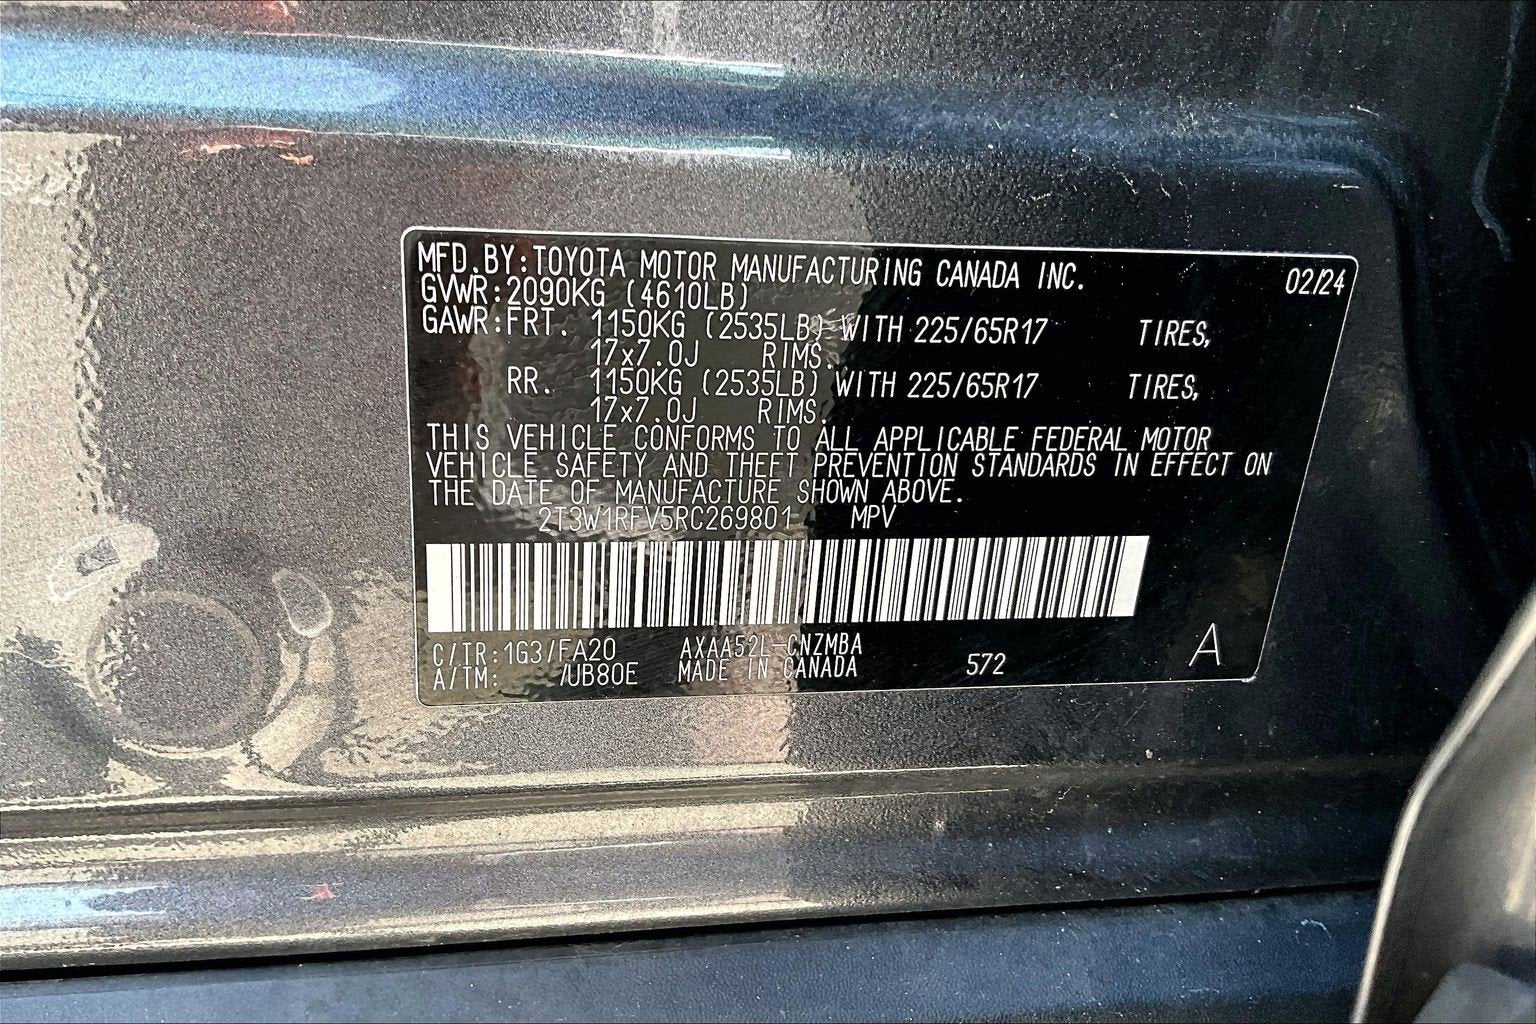 MFD.BY:TOYOTA MOTOR MANUFACTURING CANADA INC. 02/24
GVWR:2090KG (4610LB)
GAWR:FRT. 1150KG (2535LB) WITH 225/65R17 TIRES,
17x7.0J RIMS.
RR. 1150KG (2535LB) WITH 225/65R17 TIRES,
17x7.0J RIMS.
THIS VEHICLE CONFORMS TO ALL APPLICABLE FEDERAL MOTOR
VEHICLE SAFETY AND THEFT PREVENTION STANDARDS IN EFFECT ON
THE DATE OF MANUFACTURE SHOWN ABOVE.
2T3W1RFV5RC269801 MPV
C/TR:1G3/FA20 AXAA52L-CNZMBA
A/TM: /UB80E MADE IN CANADA 572 A